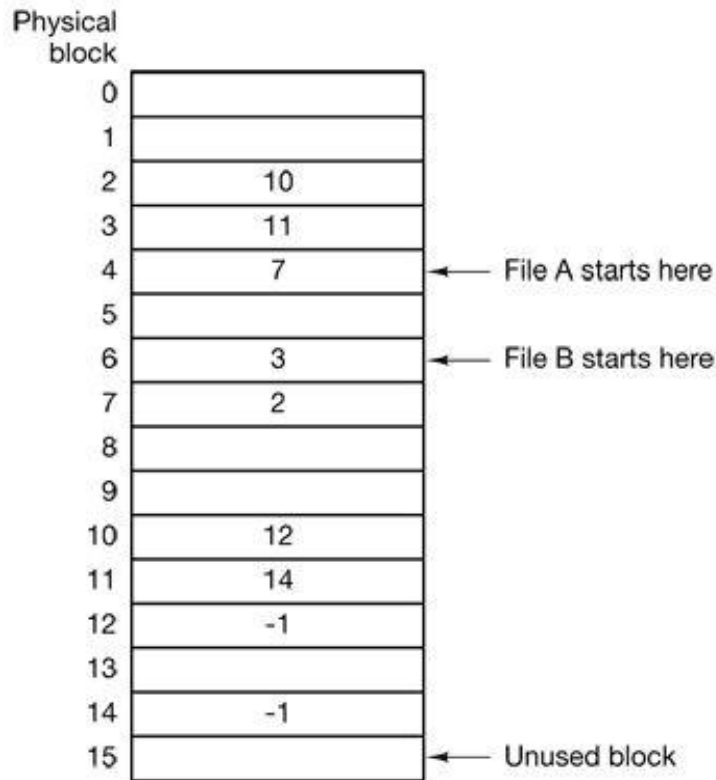 Physical
block
0
1
2 10
3 11
4 7 File A starts here
5
6 3 File B starts here
7 2
8
9
10 12
11 14
12 -1
13
14 -1
15 Unused block